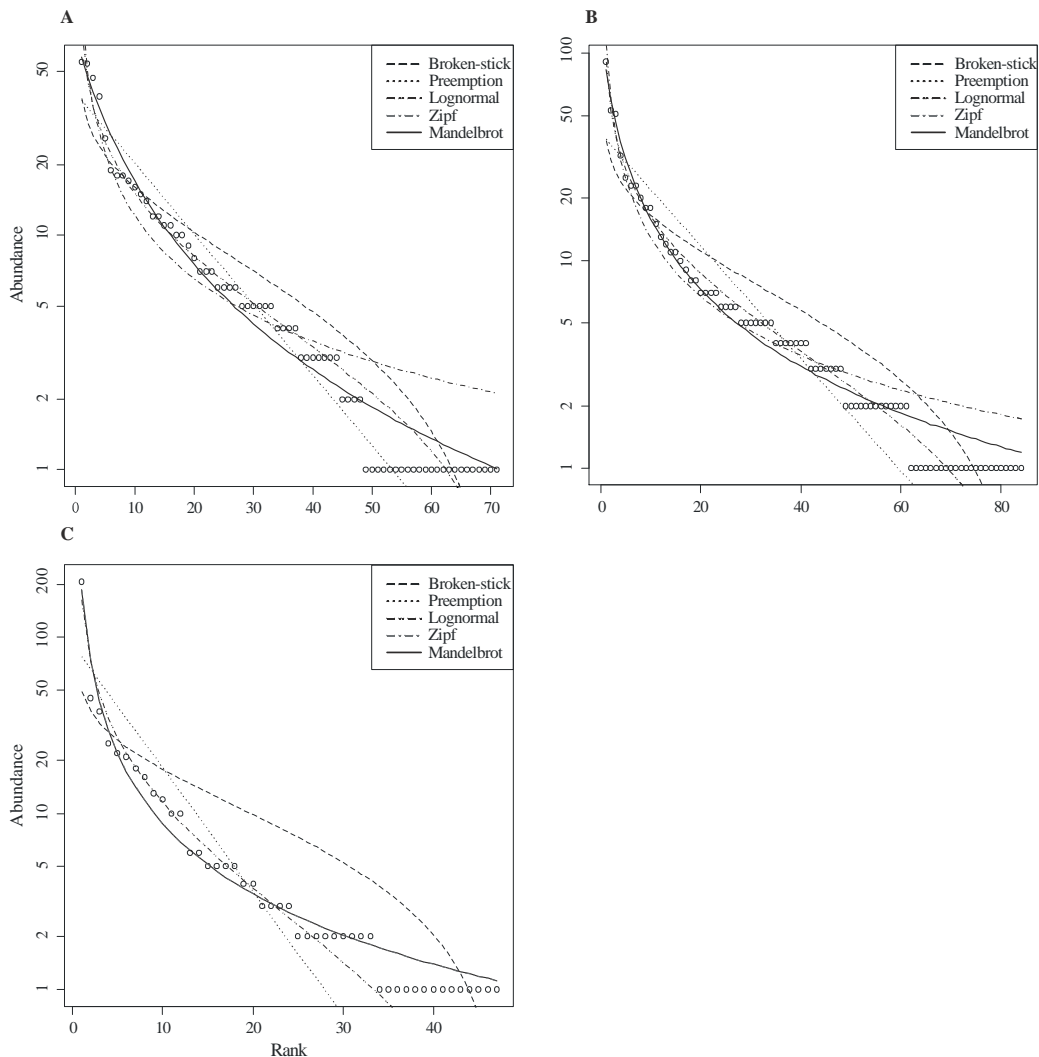 A
Abundance
50
20
10
5
2
1
0 10 20 30 40 50 60 70
Broken-stick
Preemption
Lognormal
Zipf
Mandelbrot
B
100
50
20
10
5
2
1
0 20 40 60 80
Broken-stick
Preemption
Lognormal
Zipf
Mandelbrot
C
Abundance
200
100
50
20
10
5
2
1
0 10 20 30 40
Rank
Broken-stick
Preemption
Lognormal
Zipf
Mandelbrot